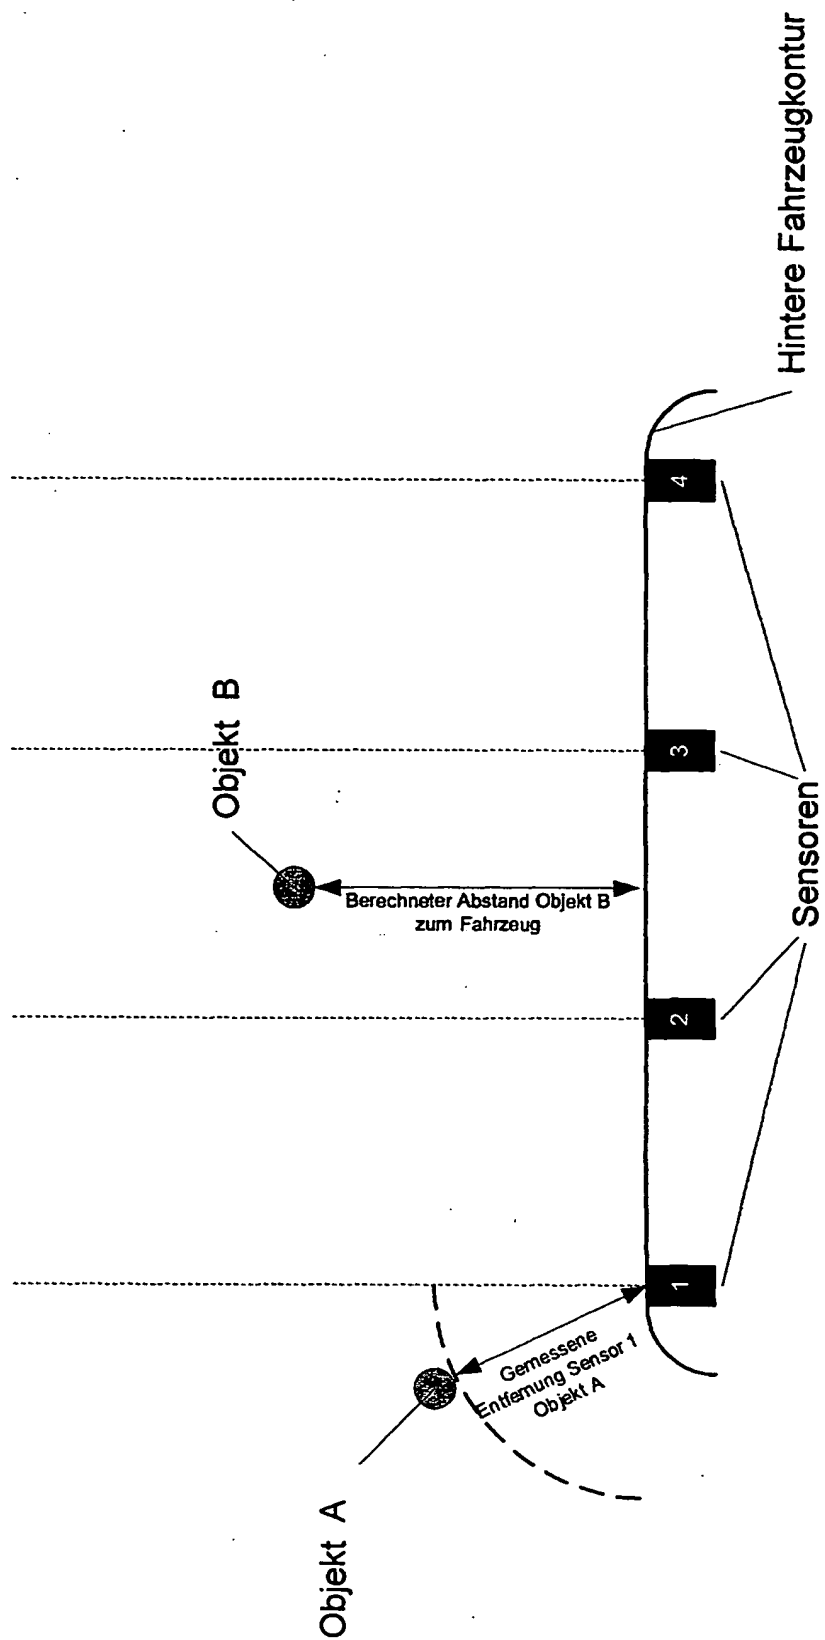 Objekt A
Objekt B
Gemessene
Entfernung Sensor 1
Objekt A
Berechneter Abstand Objekt B
zum Fahrzeug
1
2
3
4
Sensoren
Hintere Fahrzeugkontur